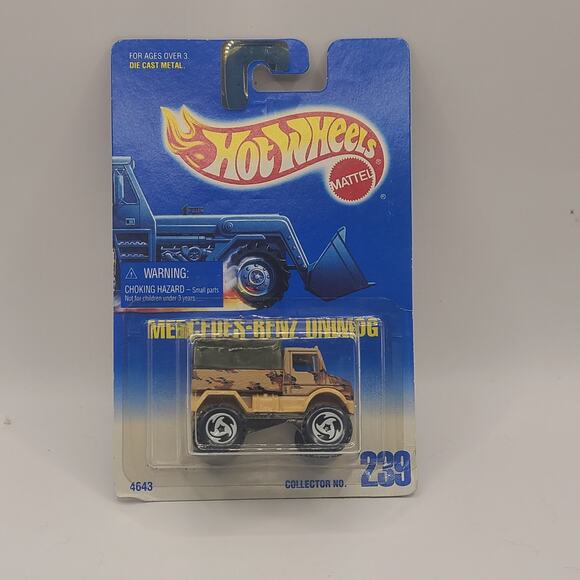 FOR AGES OVER 3
DIE CAST METAL.
HOT WHEELS
MATTEL
®
⚠ WARNING:
CHOKING HAZARD – Small parts
Not for children under 3 years.
MERCEDES-BENZ UNIMOG
4643
COLLECTOR NO. 239